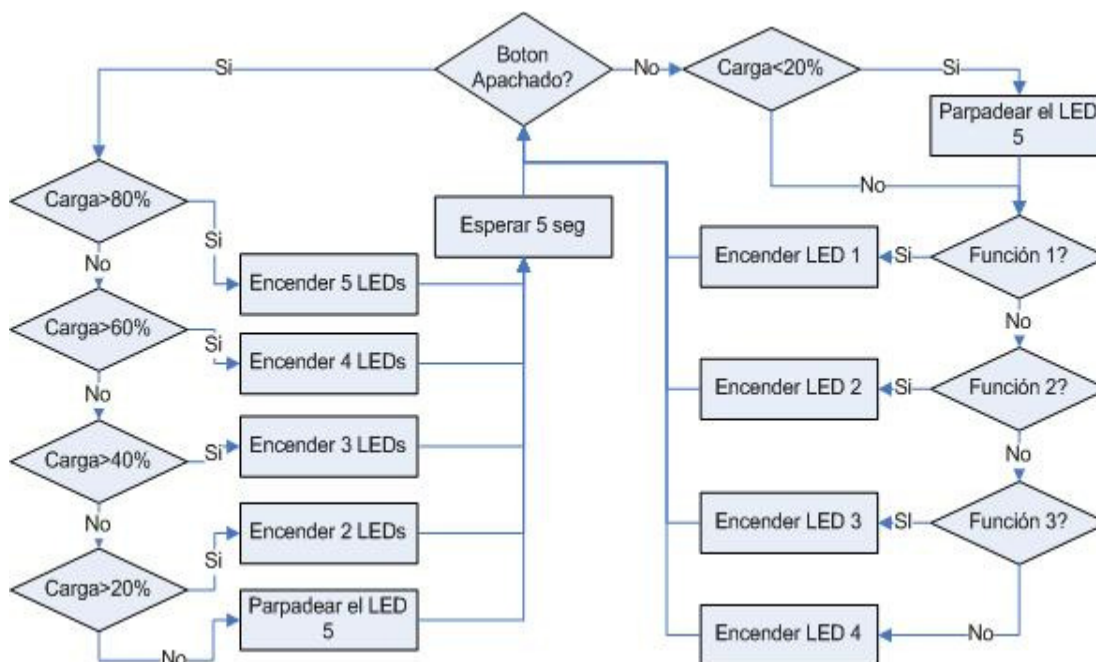 Boton
Apachado?
Si
No
Carga<20%
Si
Parpadear el LED
5
No
Carga>80%
Si
No
Esperar 5 seg
Encender 5 LEDs
Encender LED 1
Si
Función 1?
No
Carga>60%
Si
No
Encender 4 LEDs
Encender LED 2
Si
Función 2?
No
Carga>40%
Si
No
Encender 3 LEDs
Encender LED 3
SI
Función 3?
Carga>20%
Si
No
Encender 2 LEDs
Parpadear el LED
5
Encender LED 4
No